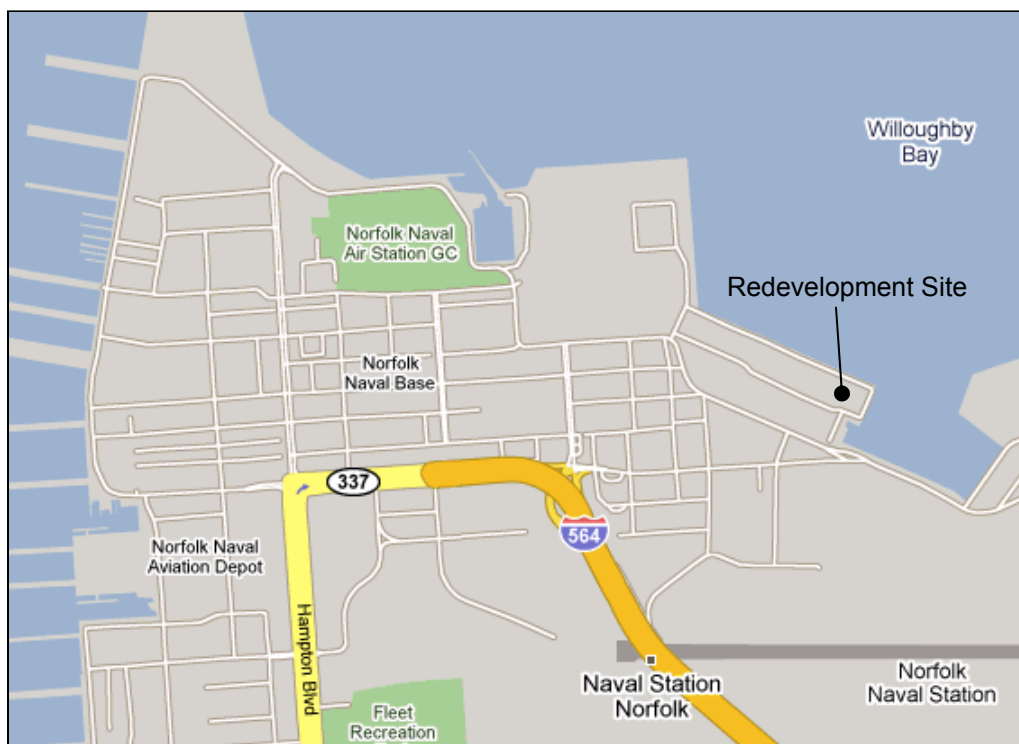 Willoughby
Bay
Norfolk Naval
Air Station GC
Redevelopment Site
Norfolk
Naval Base
337
564
Norfolk Naval
Aviation Depot
Hampton Blvd
Naval Station
Norfolk
Norfolk
Naval Station
Fleet
Recreation